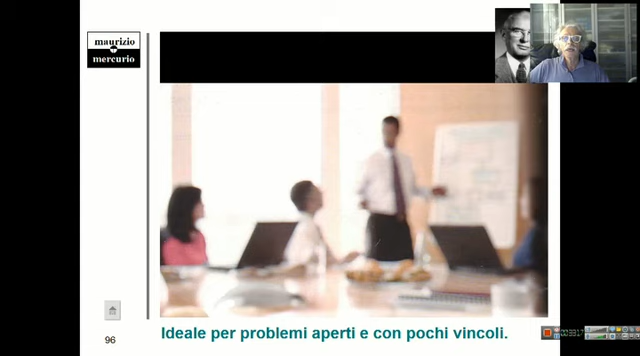 maurizio
mercurio
Ideale per problemi aperti e con pochi vincoli.
96